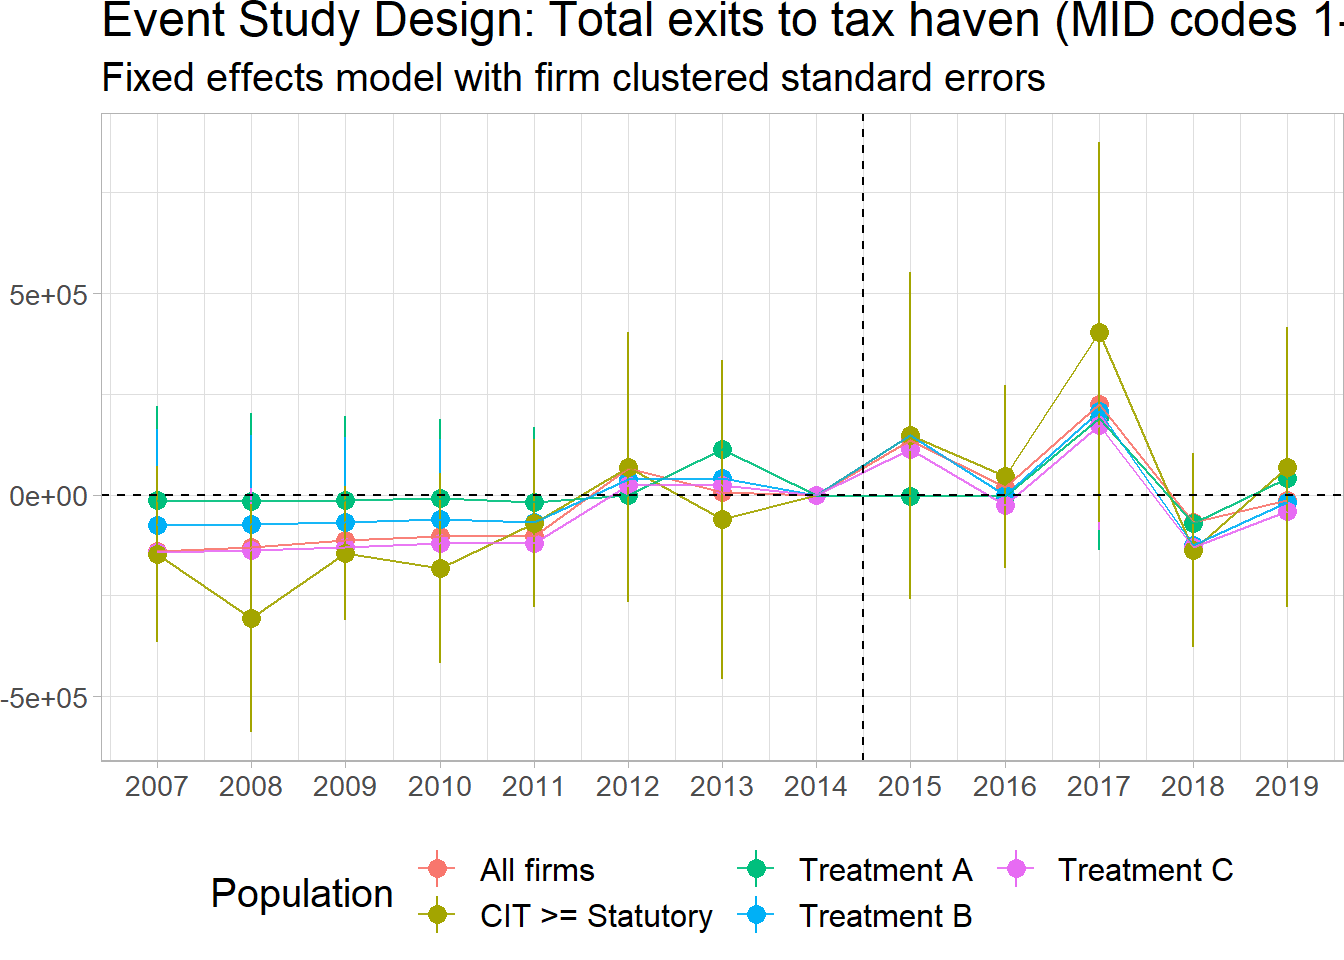 Event Study Design: Total exits to tax haven (MID codes 1-
Fixed effects model with firm clustered standard errors
5e+05
0e+00
-5e+05
2007 2008 2009 2010 2011 2012 2013 2014 2015 2016 2017 2018 2019
Population
All firms
CIT >= Statutory
Treatment A
Treatment B
Treatment C